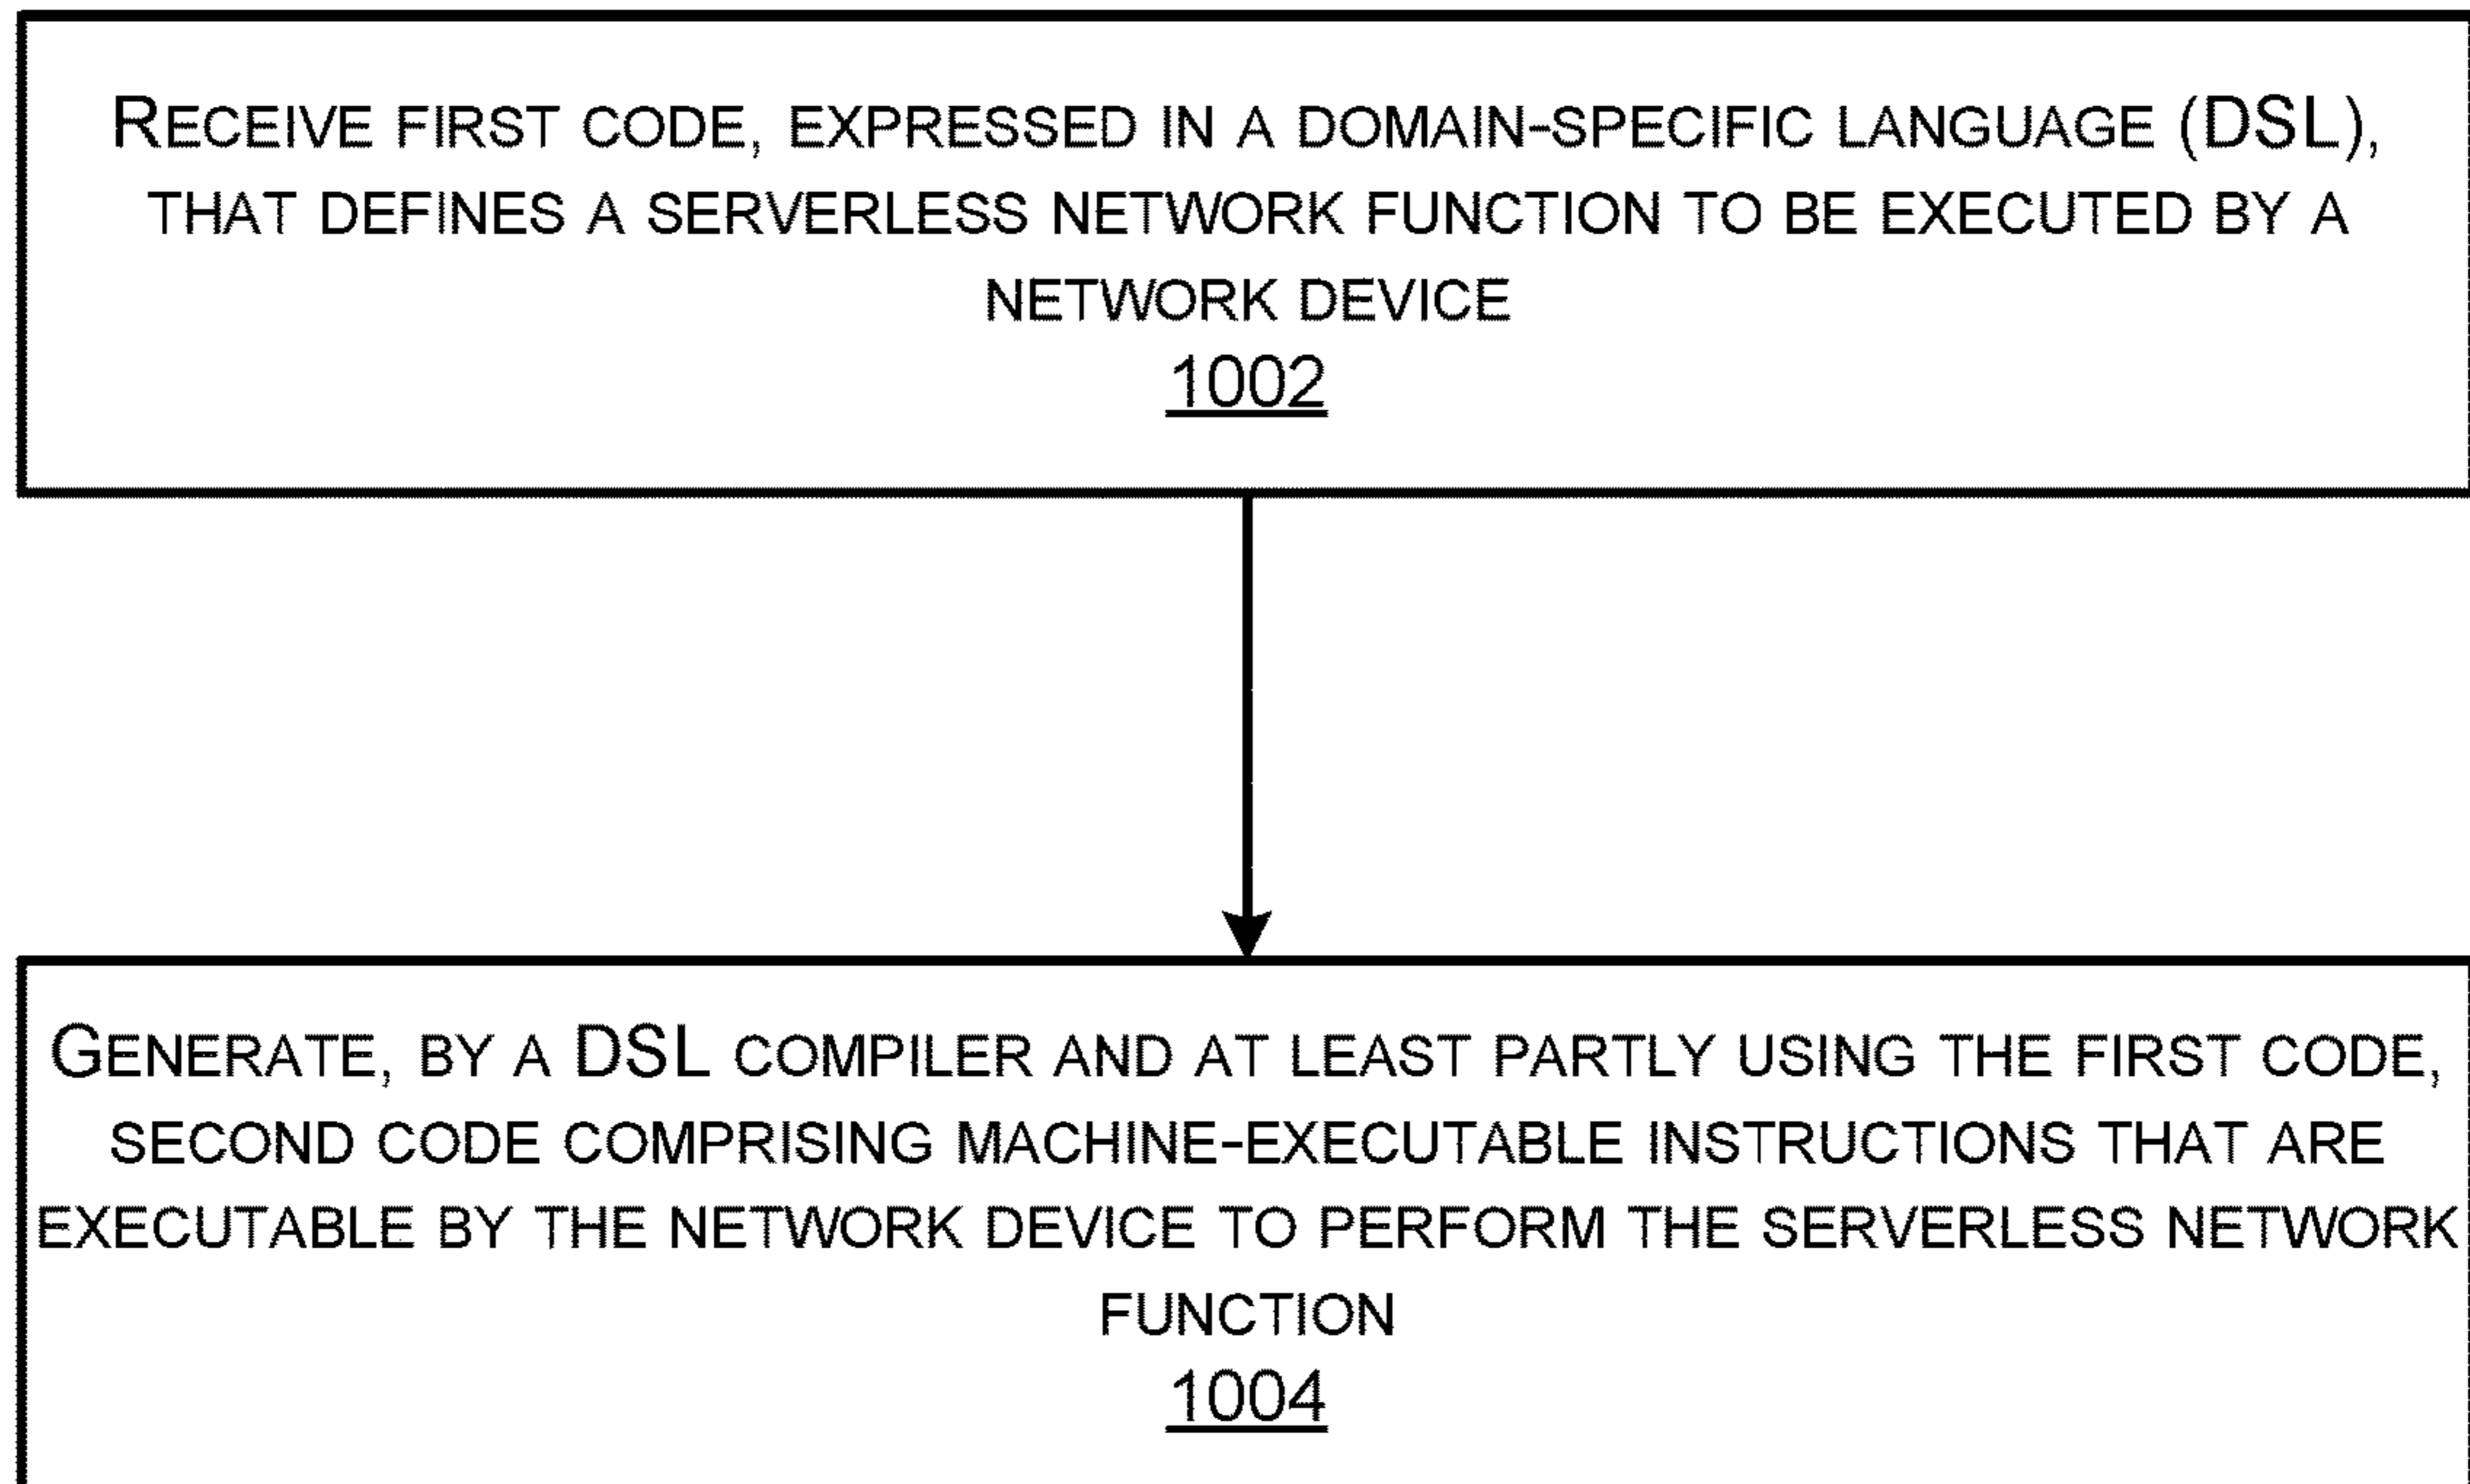 RECEIVE FIRST CODE, EXPRESSED IN A DOMAIN-SPECIFIC LANGUAGE (DSL),
THAT DEFINES A SERVERLESS NETWORK FUNCTION TO BE EXECUTED BY A
NETWORK DEVICE
1002
GENERATE, BY A DSL COMPILER AND AT LEAST PARTLY USING THE FIRST CODE,
SECOND CODE COMPRISING MACHINE-EXECUTABLE INSTRUCTIONS THAT ARE
EXECUTABLE BY THE NETWORK DEVICE TO PERFORM THE SERVERLESS NETWORK
FUNCTION
1004